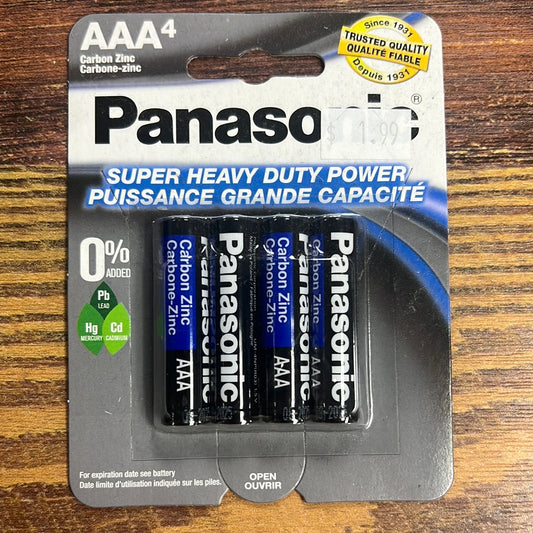 AAA4
Carbon Zinc
Carbone-zinc
Since 1931
TRUSTED QUALITY
QUALITÉ FIABLE
Depuis 1931
Panasonic®
$ 1.99
SUPER HEAVY DUTY POWER
PUISSANCE GRANDE CAPACITÉ
0%
ADDED
Pb
LEAD
Hg
MERCURY
Cd
CADMIUM
Carbon Zinc
Carbone-Zinc
AAA
Panasonic
Panasonic
Carbon Zinc
Carbone-Zinc
AAA
Panasonic
AAA
Panasonic
For expiration date see battery
Date limite d'utilisation indiquée sur les piles.
OPEN
OUVRIR